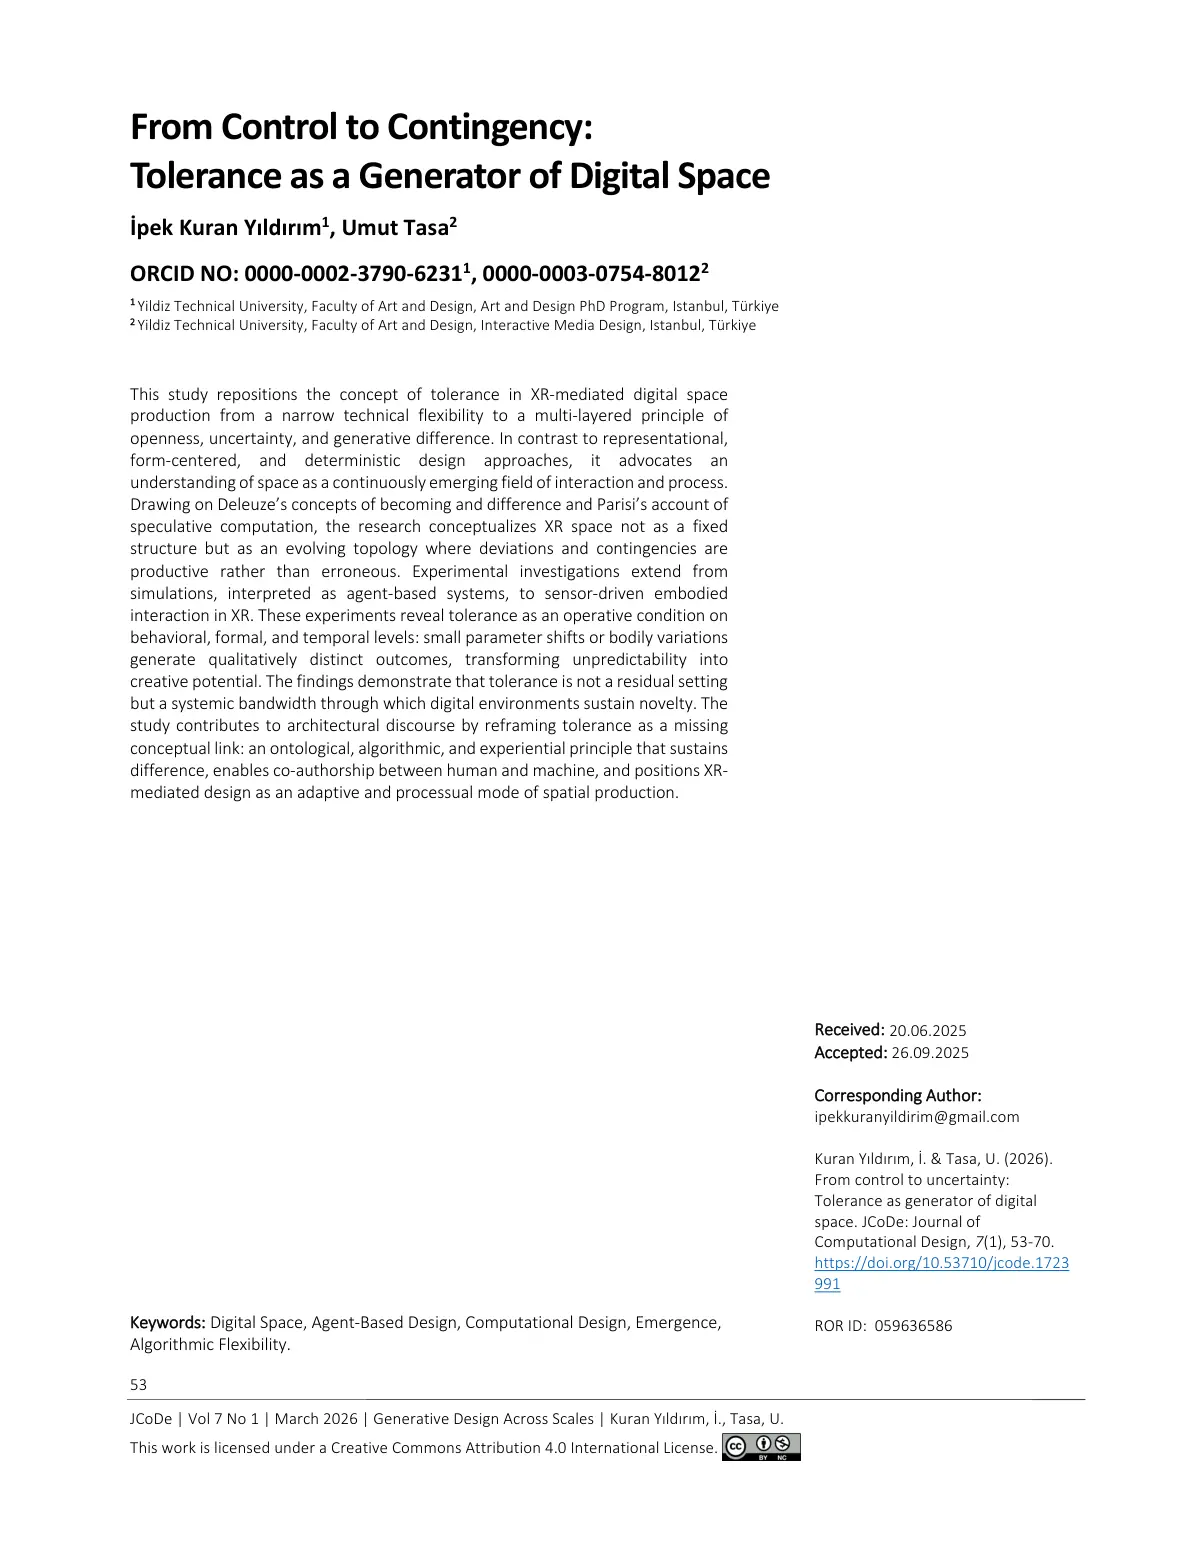 From Control to Contingency:
Tolerance as a Generator of Digital Space
İpek Kuran Yıldırım1, Umut Tasa2
ORCID NO: 0000-0002-3790-62311, 0000-0003-0754-80122
1 Yildiz Technical University, Faculty of Art and Design, Art and Design PhD Program, Istanbul, Türkiye
2 Yildiz Technical University, Faculty of Art and Design, Interactive Media Design, Istanbul, Türkiye
This study repositions the concept of tolerance in XR-mediated digital space
production from a narrow technical flexibility to a multi-layered principle of
openness, uncertainty, and generative difference. In contrast to representational,
form-centered, and deterministic design approaches, it advocates an
understanding of space as a continuously emerging field of interaction and process.
Drawing on Deleuze’s concepts of becoming and difference and Parisi’s account of
speculative computation, the research conceptualizes XR space not as a fixed
structure but as an evolving topology where deviations and contingencies are
productive rather than erroneous. Experimental investigations extend from
simulations, interpreted as agent-based systems, to sensor-driven embodied
interaction in XR. These experiments reveal tolerance as an operative condition on
behavioral, formal, and temporal levels: small parameter shifts or bodily variations
generate qualitatively distinct outcomes, transforming unpredictability into
creative potential. The findings demonstrate that tolerance is not a residual setting
but a systemic bandwidth through which digital environments sustain novelty. The
study contributes to architectural discourse by reframing tolerance as a missing
conceptual link: an ontological, algorithmic, and experiential principle that sustains
difference, enables co-authorship between human and machine, and positions XR-
mediated design as an adaptive and processual mode of spatial production.
Received: 20.06.2025
Accepted: 26.09.2025
Corresponding Author:
ipekkuranyildirim@gmail.com
Kuran Yıldırım, İ. & Tasa, U. (2026).
From control to uncertainty:
Tolerance as generator of digital
space. JCoDe: Journal of
Computational Design, 7(1), 53-70.
https://doi.org/10.53710/jcode.1723
991
ROR ID: 059636586
Keywords: Digital Space, Agent-Based Design, Computational Design, Emergence,
Algorithmic Flexibility.
53
JCoDe | Vol 7 No 1 | March 2026 | Generative Design Across Scales | Kuran Yıldırım, İ., Tasa, U.
This work is licensed under a Creative Commons Attribution 4.0 International License. cc BY NC